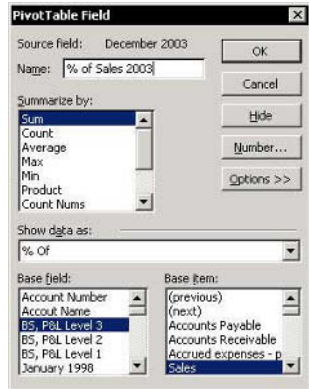 PivotTable Field
Source field: December 2003
Name: % of Sales 2003
OK
Cancel
Hide
Number...
Options >>
Summarize by:
Sum
Count
Average
Max
Min
Product
Count Nums
Show data as:
% Of
Base field:
Account Number
Accout Name
BS, P&L Level 3
BS, P&L Level 2
BS, P&L Level 1
January 1998
Base item:
(previous)
(next)
Accounts Payable
Accounts Receivable
Accrued expenses - p
Sales